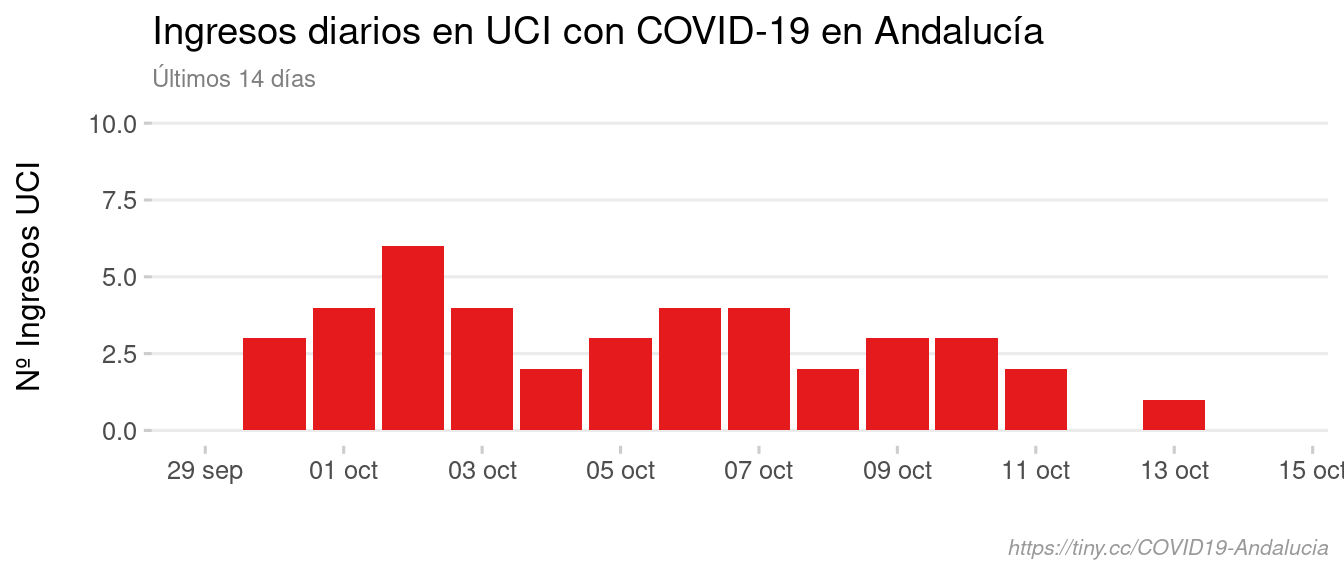 Ingresos diarios en UCI con COVID-19 en Andalucía
Últimos 14 días
Nº Ingresos UCI
10.0
7.5
5.0
2.5
0.0
29 sep 01 oct 03 oct 05 oct 07 oct 09 oct 11 oct 13 oct 15 oct
https://tiny.cc/COVID19-Andalucia